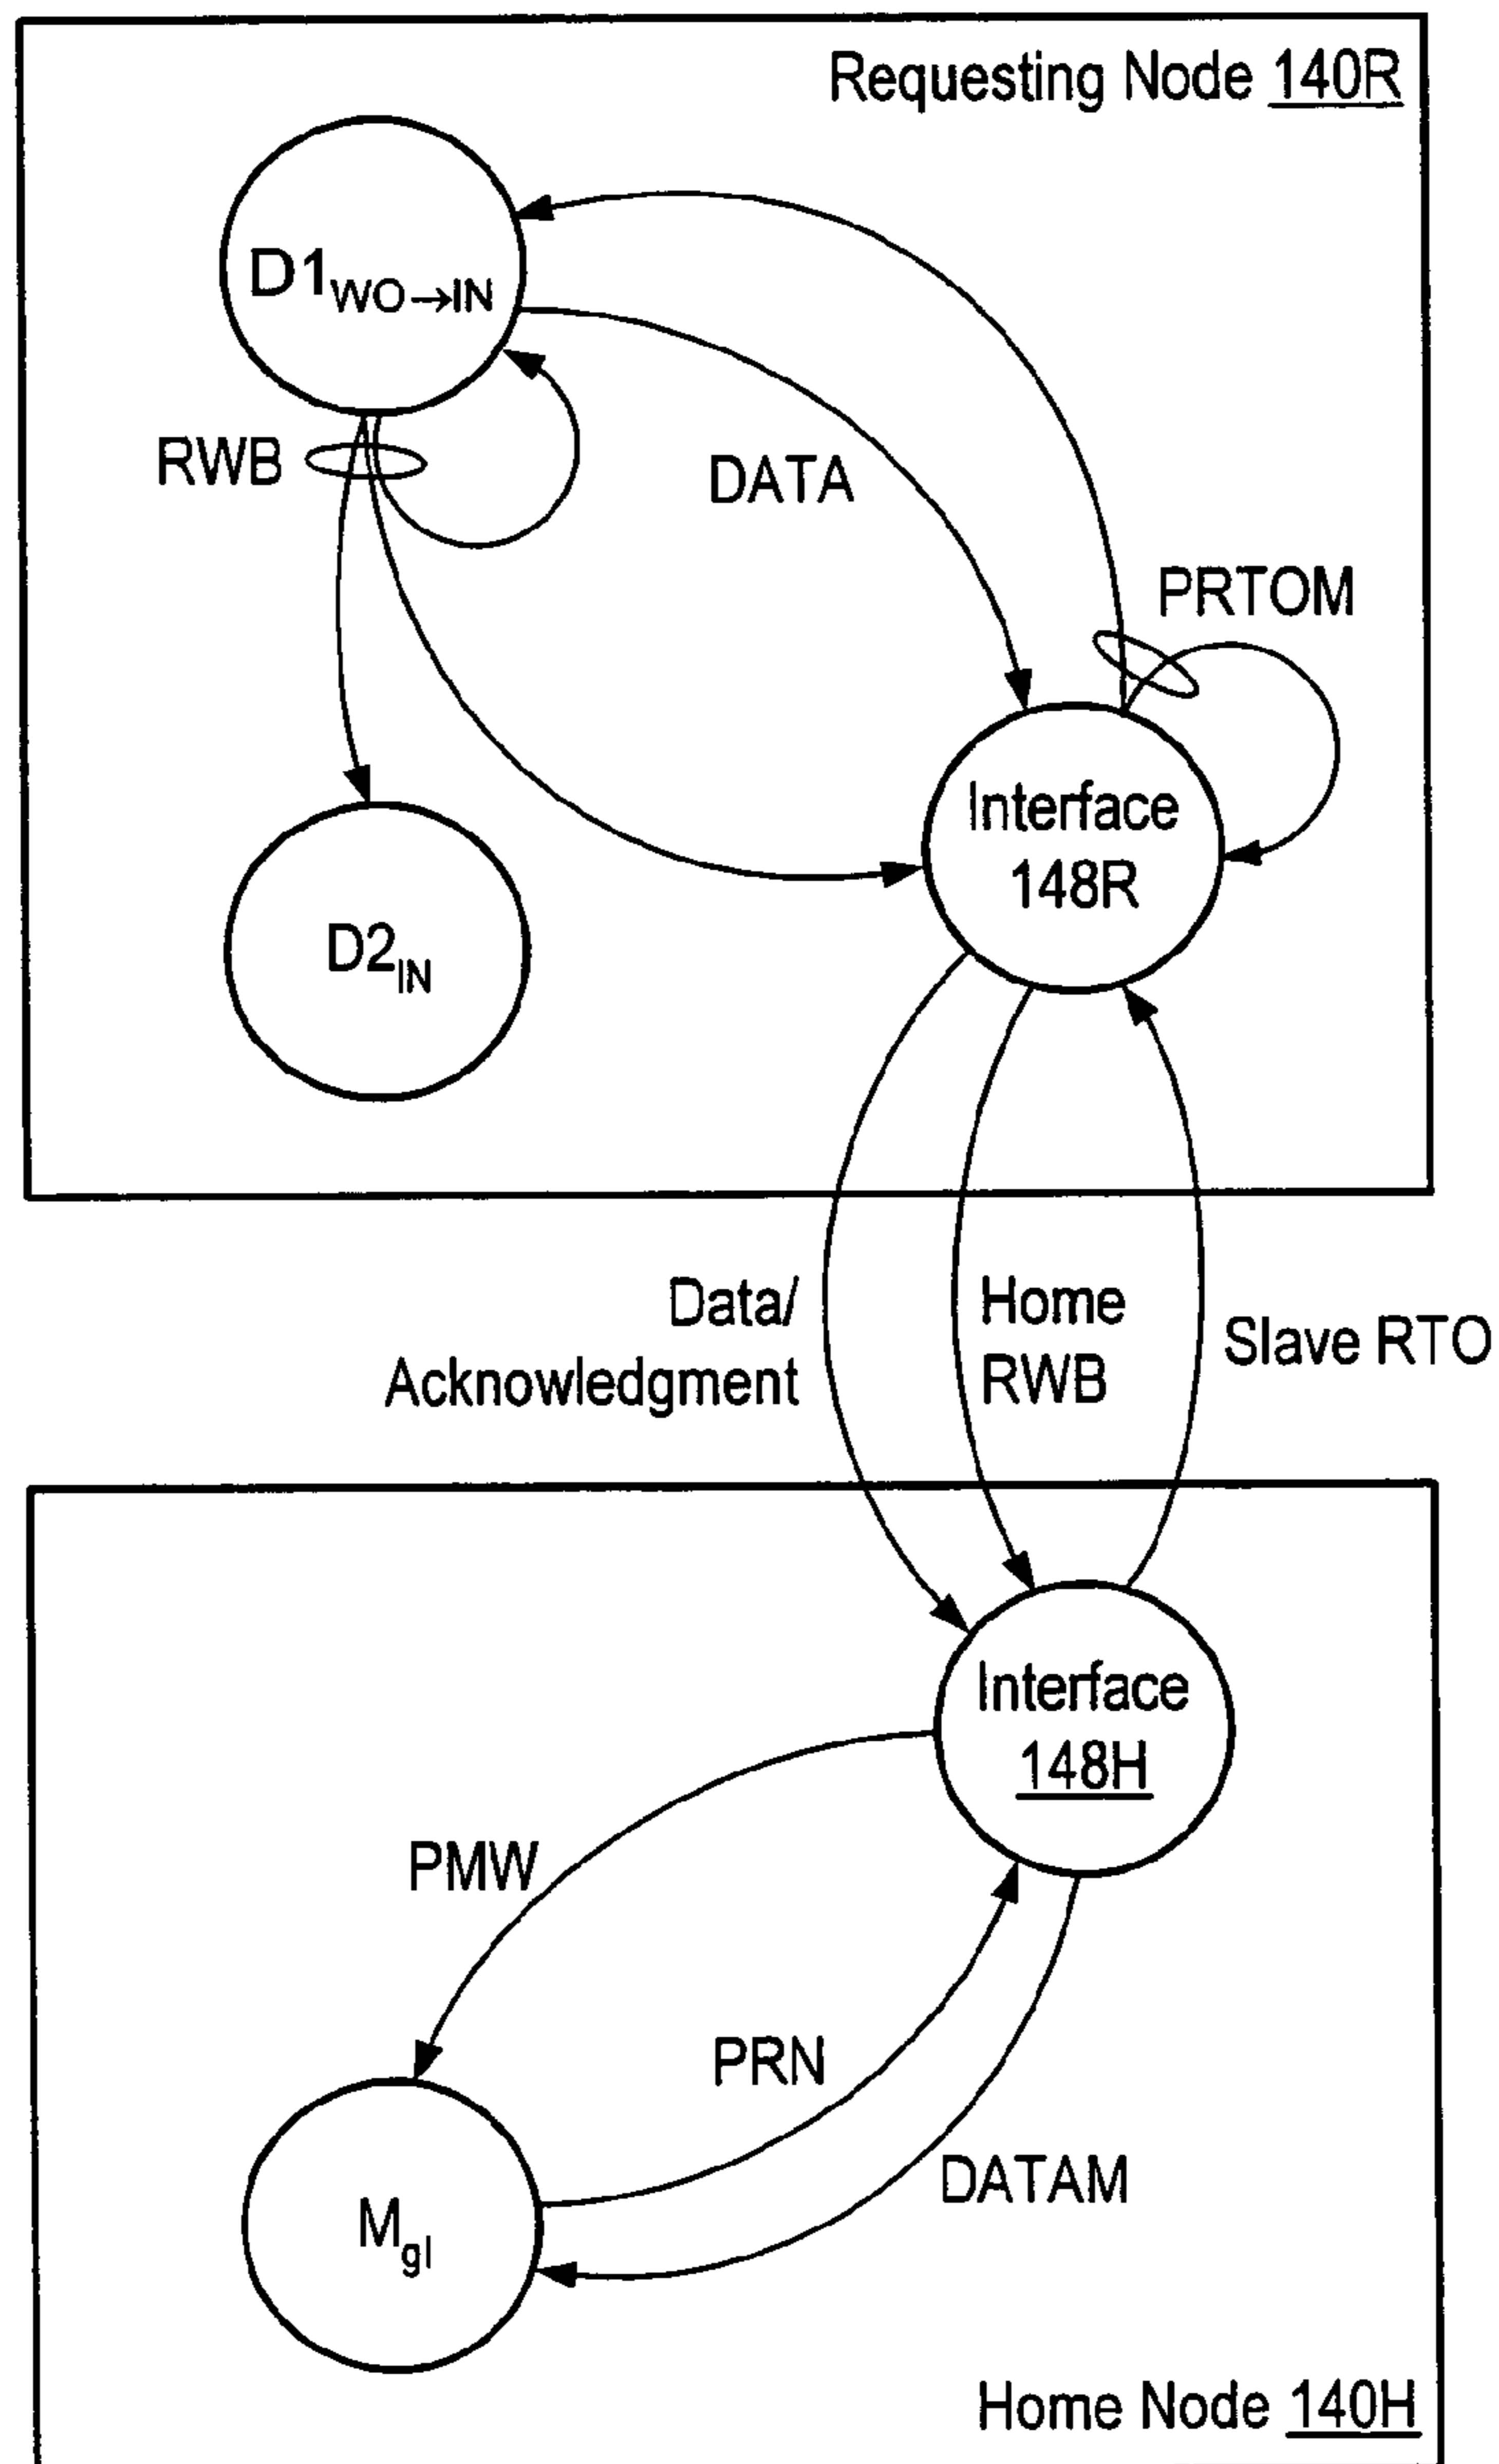 Requesting Node 140R
D1WO→IN
RWB
DATA
PRTOM
Interface
148R
D2IN
Data/
Acknowledgment
Home
RWB
Slave RTO
Interface
148H
PMW
PRN
DATAM
Mgl
Home Node 140H